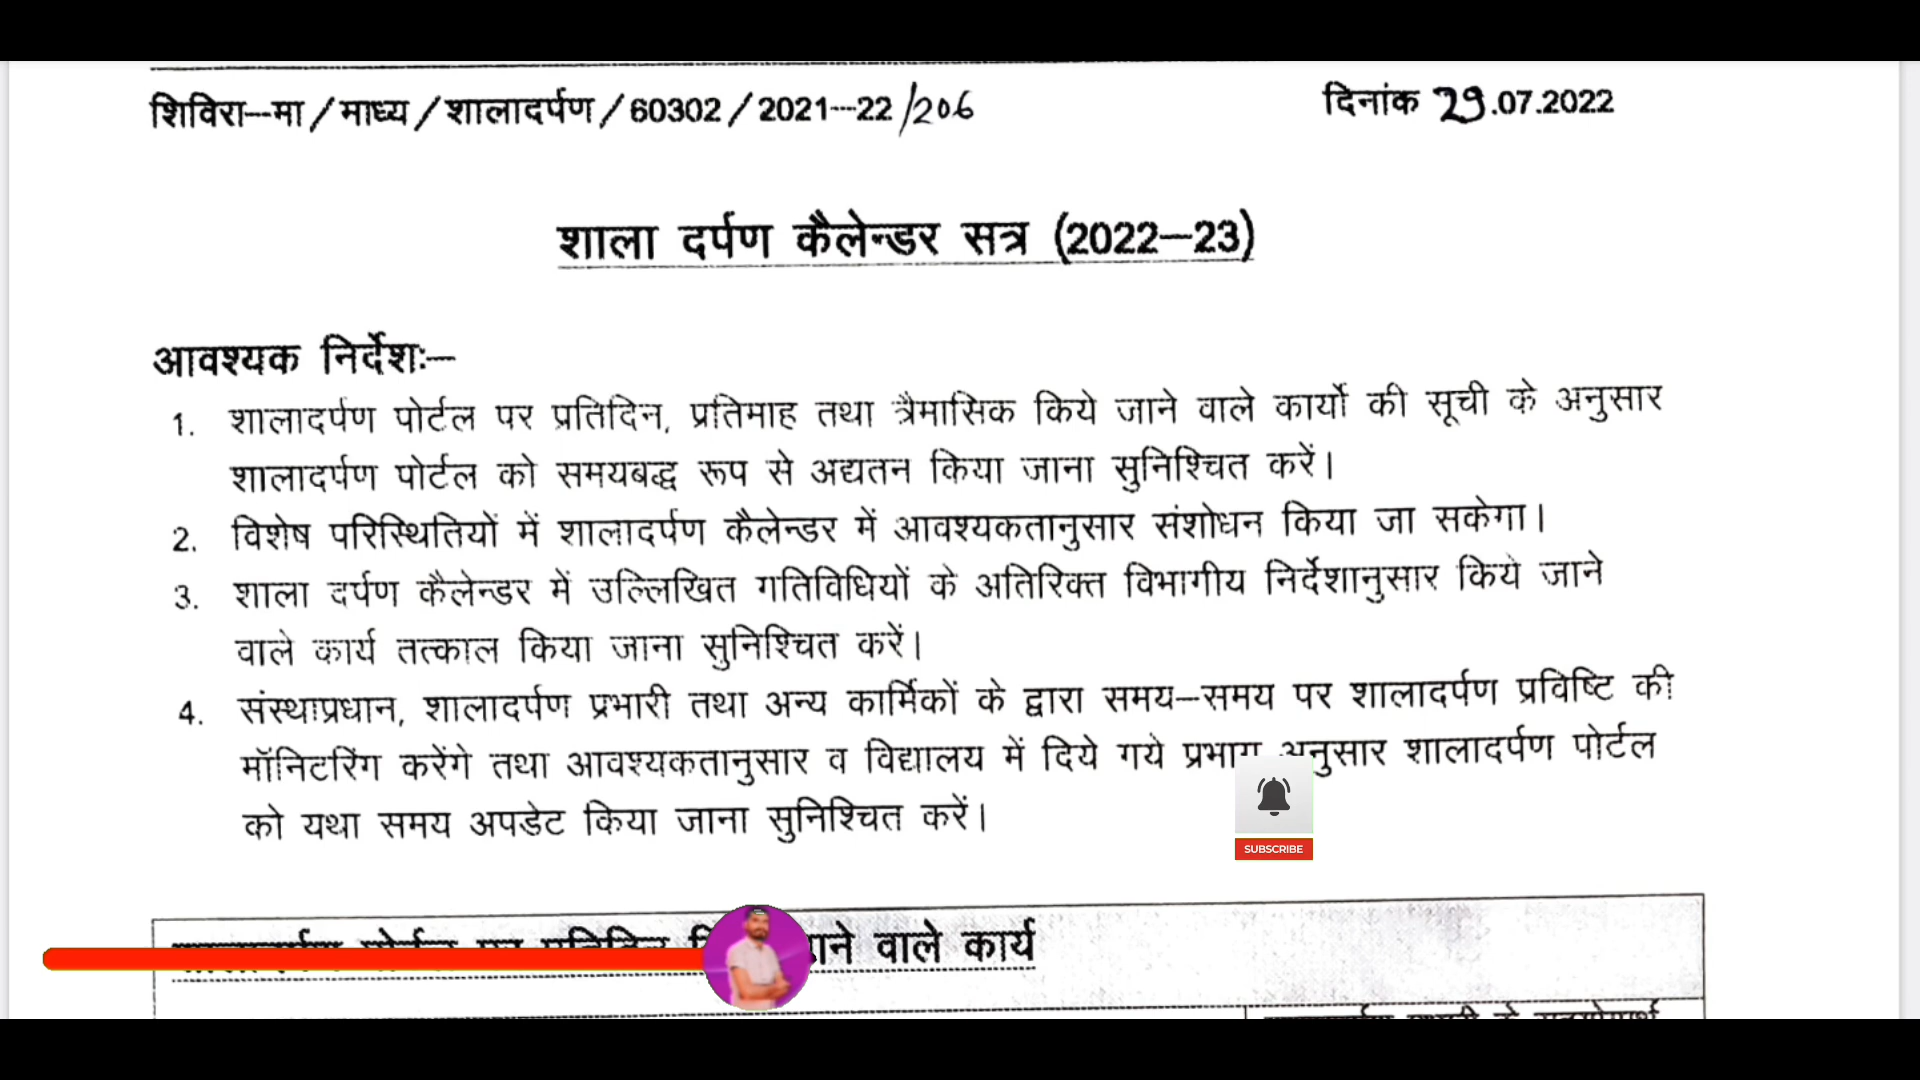 शिविरा—मा/माध्य/शालादर्पण/60302/2021—22/206
दिनांक 29.07.2022
शाला दर्पण कैलेन्डर सत्र (2022—23)
आवश्यक निर्देशः—
1. शालादर्पण पोर्टल पर प्रतिदिन, प्रतिमाह तथा त्रैमासिक किये जाने वाले कार्यो की सूची के अनुसार
शालादर्पण पोर्टल को समयबद्ध रूप से अद्यतन किया जाना सुनिश्चित करें।
2. विशेष परिस्थितियों में शालादर्पण कैलेन्डर में आवश्यकतानुसार संशोधन किया जा सकेगा।
3. शाला दर्पण कैलेन्डर में उल्लिखित गतिविधियों के अतिरिक्त विभागीय निर्देशानुसार किये जाने
वाले कार्य तत्काल किया जाना सुनिश्चित करें।
4. संस्थाप्रधान, शालादर्पण प्रभारी तथा अन्य कार्मिकों के द्वारा समय—समय पर शालादर्पण प्रविष्टि की
मॉनिटरिंग करेंगे तथा आवश्यकतानुसार व विद्यालय में दिये गये प्रभाग अनुसार शालादर्पण पोर्टल
को यथा समय अपडेट किया जाना सुनिश्चित करें।
SUBSCRIBE
वाले कार्य